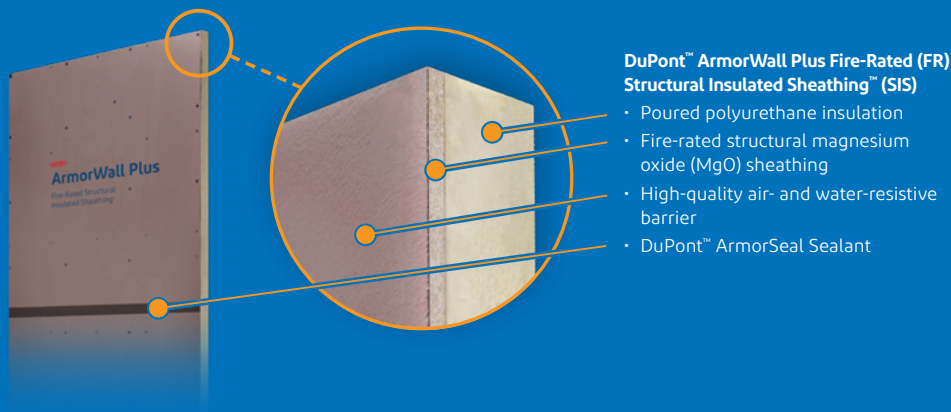 ArmorWall Plus
Fire-Rated Structural
Insulated Sheathing™
DuPont™ ArmorWall Plus Fire-Rated (FR)
Structural Insulated Sheathing™ (SIS)
• Poured polyurethane insulation
• Fire-rated structural magnesium
oxide (MgO) sheathing
• High-quality air- and water-resistive
barrier
• DuPont™ ArmorSeal Sealant